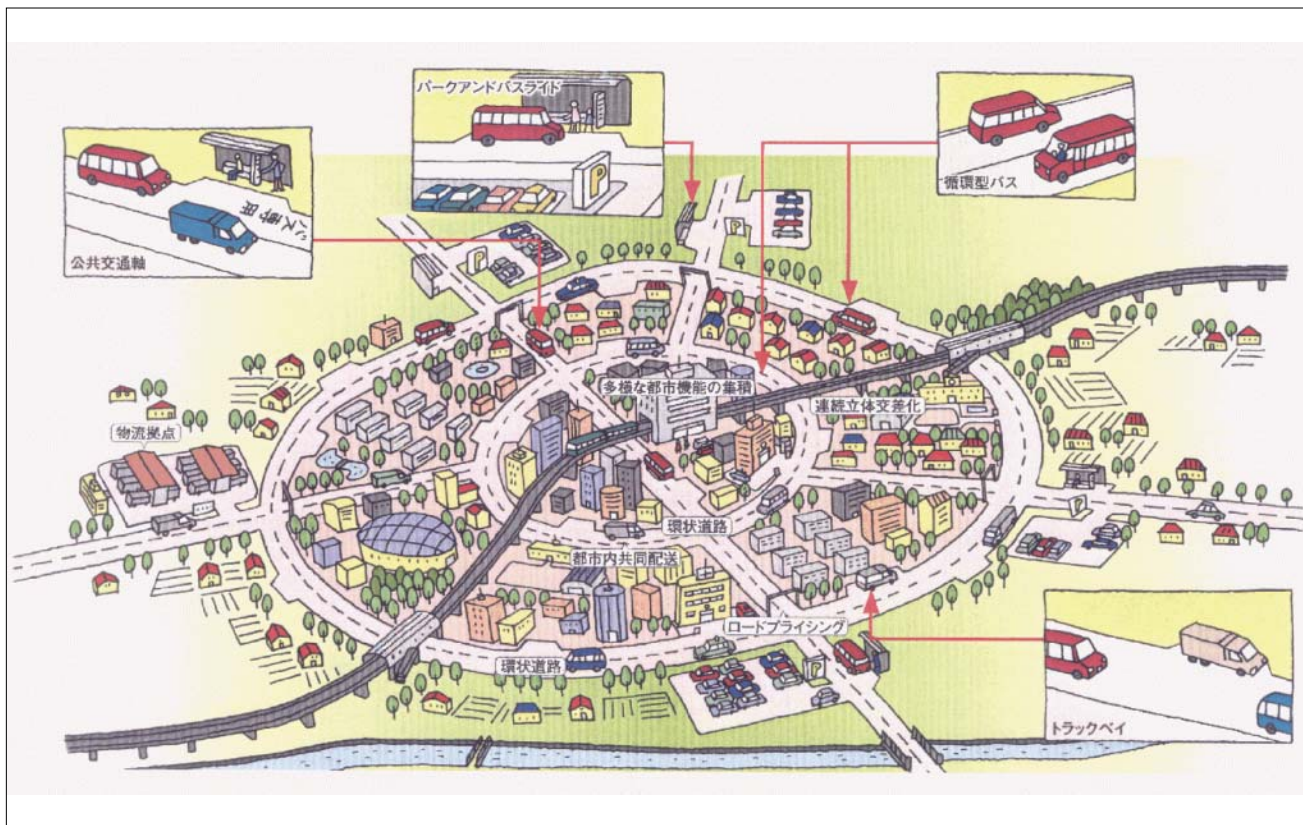 パークアンドバスライド
P
循環型バス
公共交通軸
バス専用
P
P
多様な都市機能の集積
連続立体交差化
物流拠点
P
環状道路
都市内共同配送
ロードプライシング
環状道路
P
トラックベイ